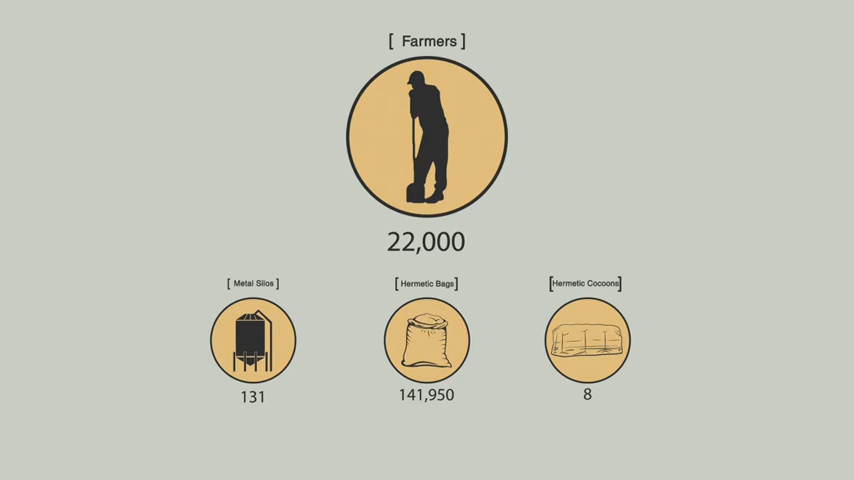 [ Farmers ]
22,000
[ Metal Silos ]
[ Hermetic Bags ]
[Hermetic Cocoons]
131
141,950
8